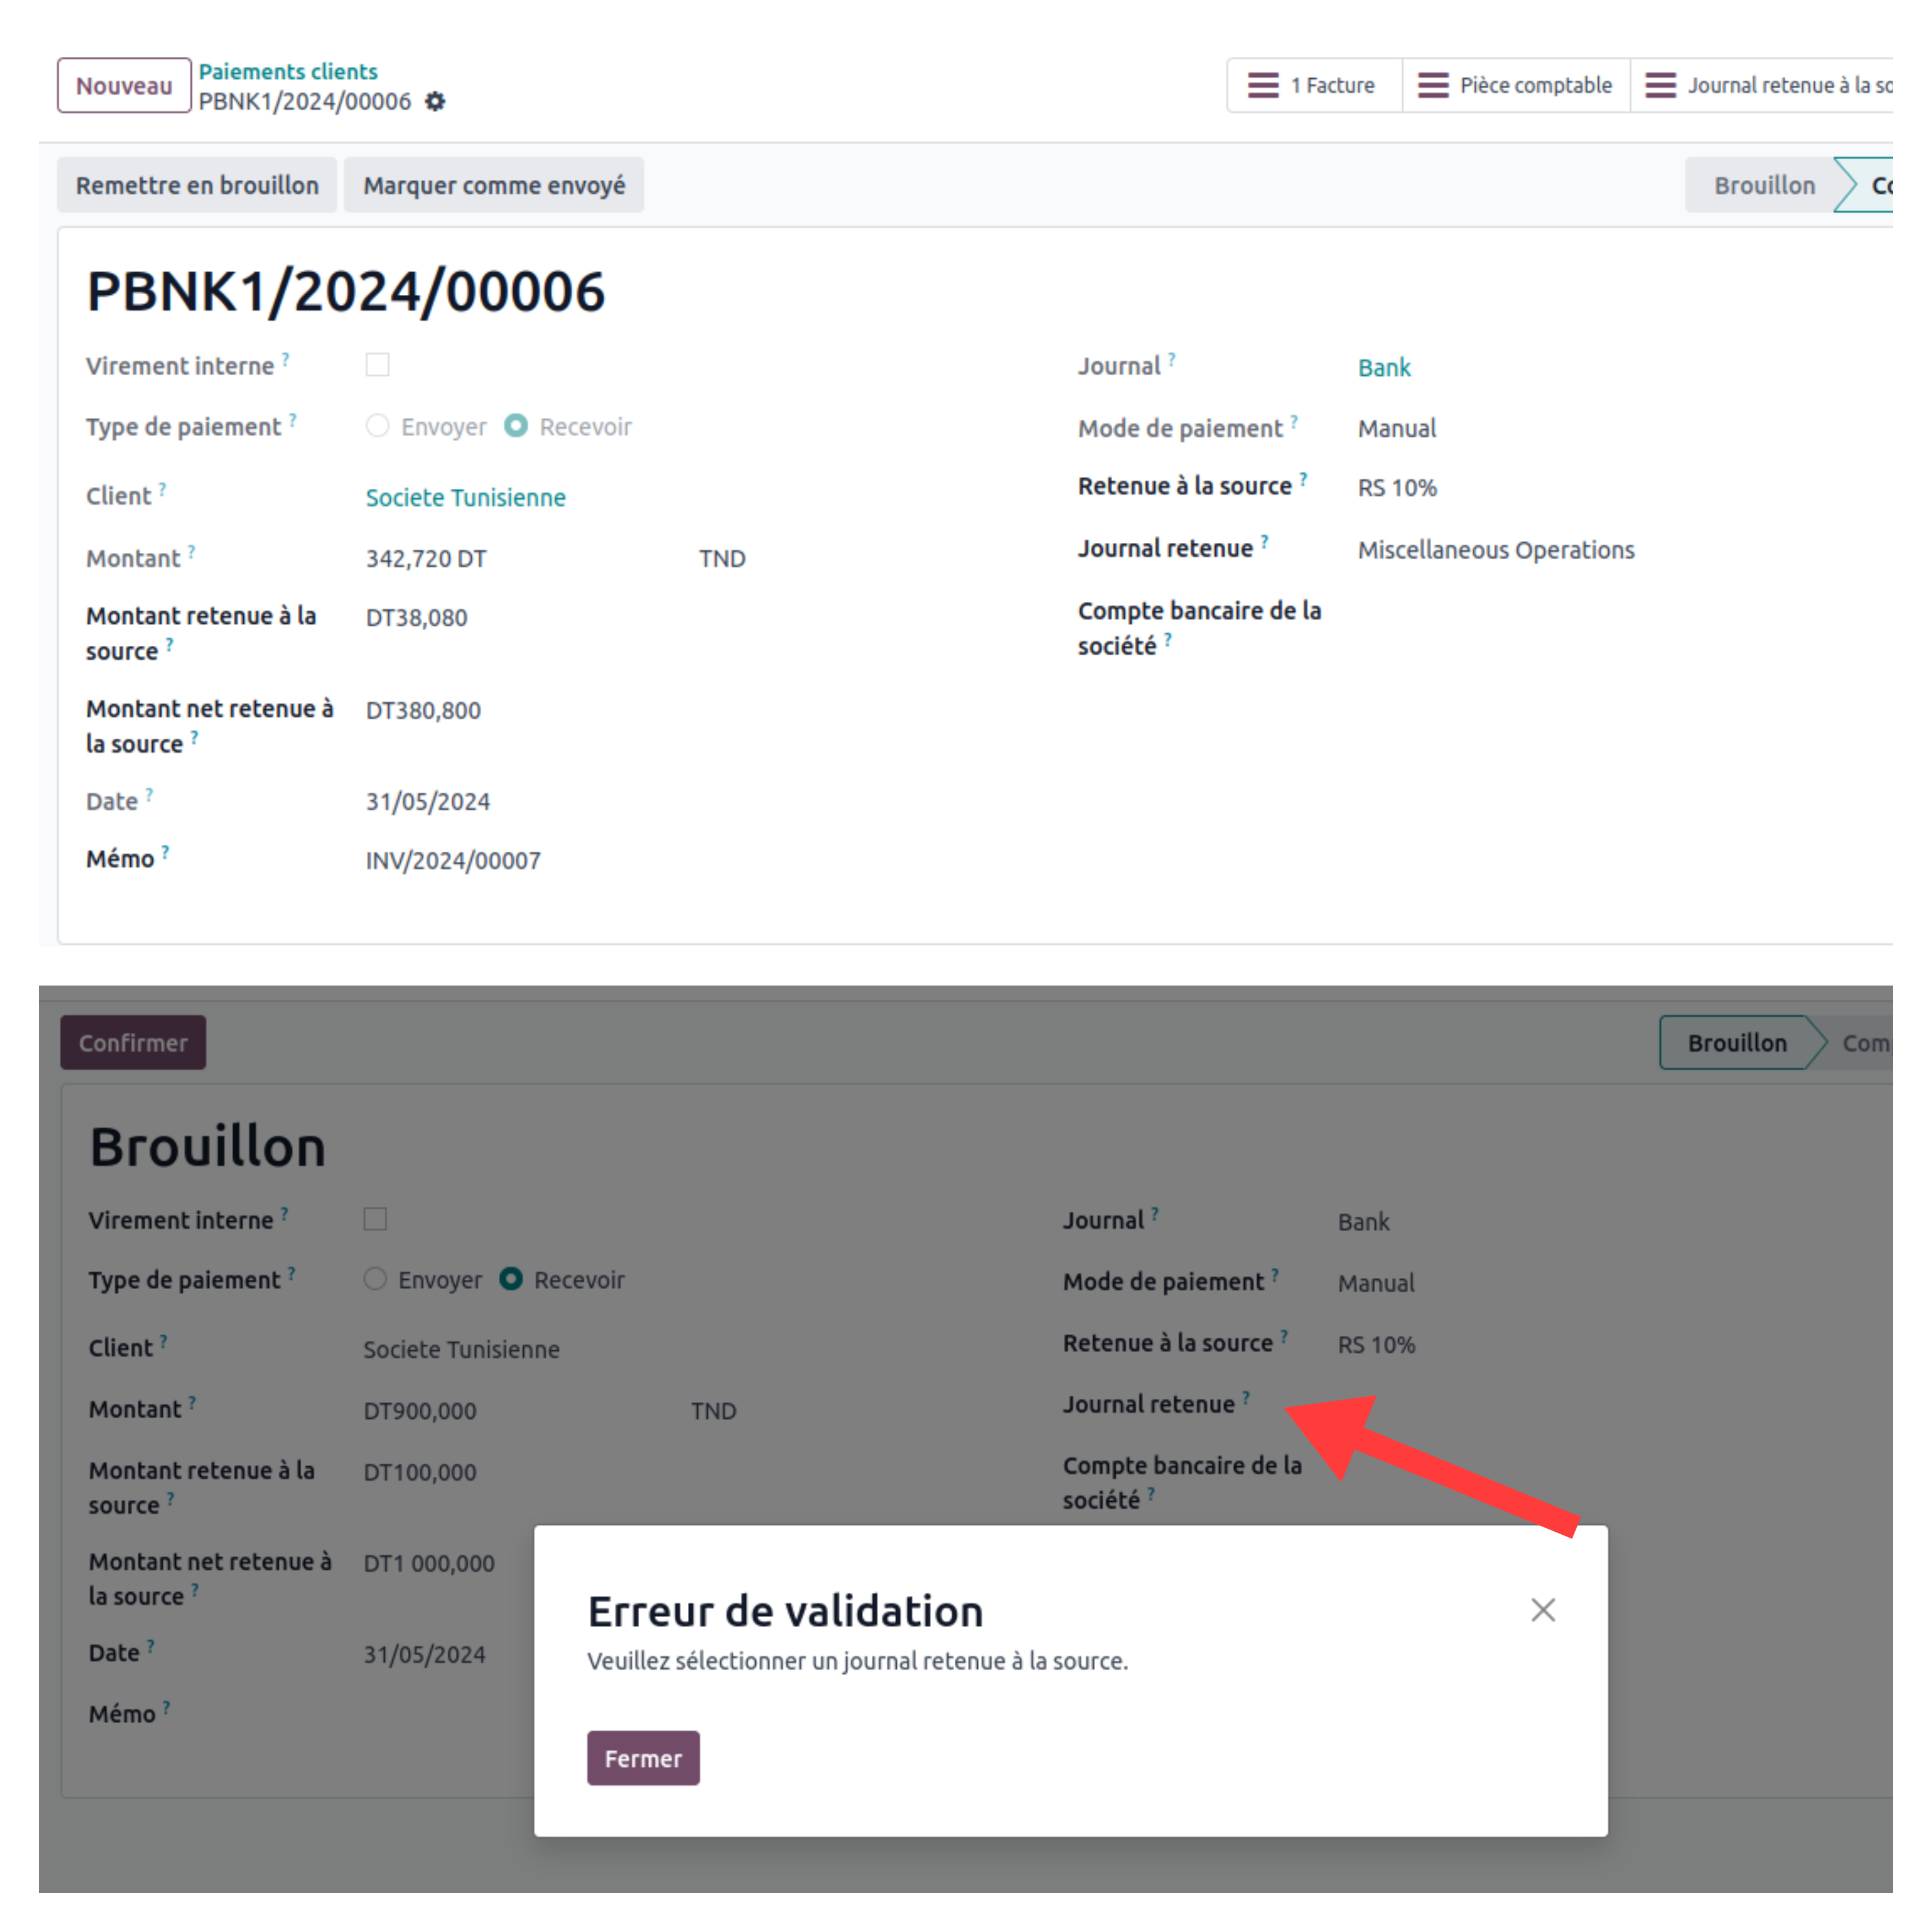 Nouveau
Paiements clients
PBNK1/2024/00006
1 Facture
Pièce comptable
Journal retenue à la
Remettre en brouillon
Marquer comme envoyé
Brouillon
PBNK1/2024/00006
Virement interne ?
Journal ?
Bank
Type de paiement ?
Envoyer
Recevoir
Mode de paiement ?
Manual
Client ?
Societe Tunisienne
Retenue à la source ?
RS 10%
Montant ?
342,720 DT
TND
Journal retenue ?
Miscellaneous Operations
Montant retenue à la
source ?
DT38,080
Compte bancaire de la
société ?
Montant net retenue à
la source ?
DT380,800
Date ?
31/05/2024
Mémo ?
INV/2024/00007
Confirmer
Brouillon
Com
Brouillon
Virement interne ?
Journal ?
Bank
Type de paiement ?
Envoyer
Recevoir
Mode de paiement ?
Manual
Client ?
Societe Tunisienne
Retenue à la source ?
RS 10%
Montant ?
DT900,000
TND
Journal retenue ?
Montant retenue à la
source ?
DT100,000
Compte bancaire de la
société ?
Montant net retenue à
la source ?
DT1 000,000
Date ?
31/05/2024
Mémo ?
Erreur de validation
Veuillez sélectionner un journal retenue à la source.
Fermer